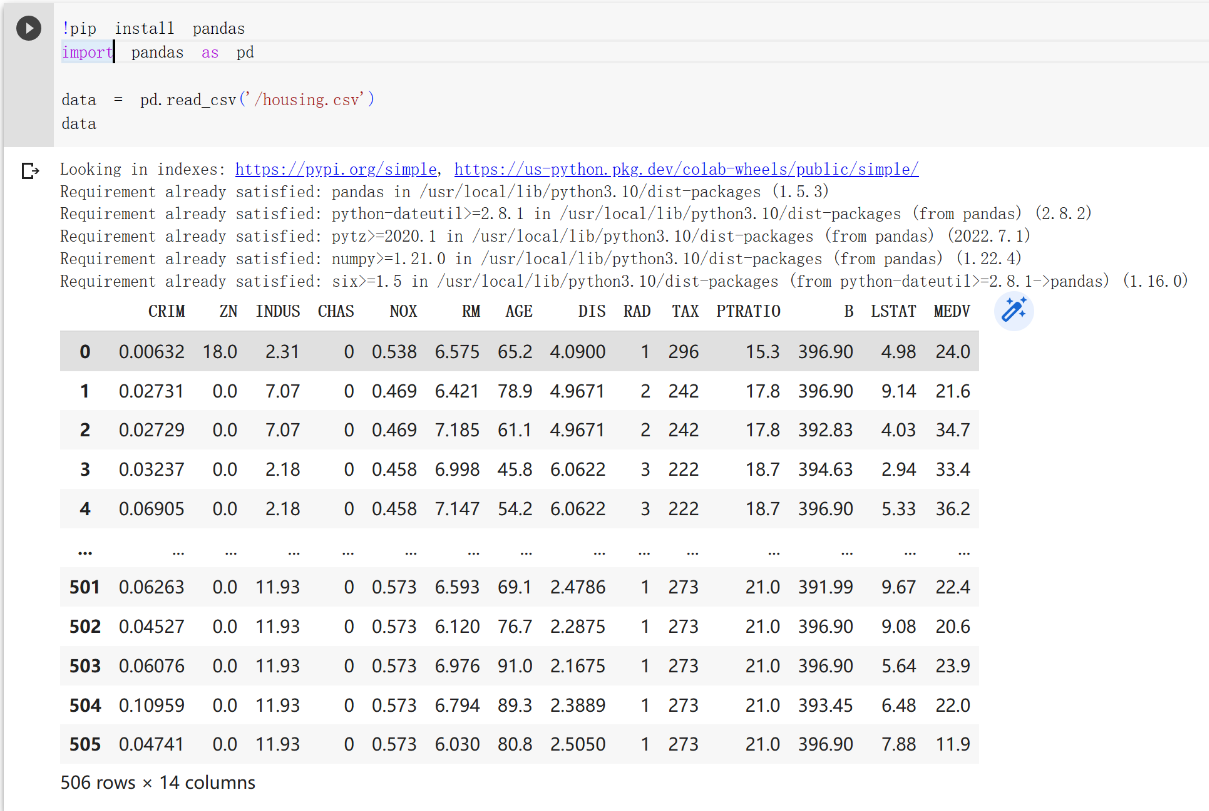 !pip install pandas
import pandas as pd
data = pd.read_csv('/housing.csv')
data
Looking in indexes: https://pypi.org/simple, https://us-python.pkg.dev/colab-wheels/public/simple/
Requirement already satisfied: pandas in /usr/local/lib/python3.10/dist-packages (1.5.3)
Requirement already satisfied: python-dateutil>=2.8.1 in /usr/local/lib/python3.10/dist-packages (from pandas) (2.8.2)
Requirement already satisfied: pytz>=2020.1 in /usr/local/lib/python3.10/dist-packages (from pandas) (2022.7.1)
Requirement already satisfied: numpy>=1.21.0 in /usr/local/lib/python3.10/dist-packages (from pandas) (1.22.4)
Requirement already satisfied: six>=1.5 in /usr/local/lib/python3.10/dist-packages (from python-dateutil>=2.8.1->pandas) (1.16.0)
CRIM ZN INDUS CHAS NOX RM AGE DIS RAD TAX PTRATIO B LSTAT MEDV
0 0.00632 18.0 2.31 0 0.538 6.575 65.2 4.0900 1 296 15.3 396.90 4.98 24.0
1 0.02731 0.0 7.07 0 0.469 6.421 78.9 4.9671 2 242 17.8 396.90 9.14 21.6
2 0.02729 0.0 7.07 0 0.469 7.185 61.1 4.9671 2 242 17.8 392.83 4.03 34.7
3 0.03237 0.0 2.18 0 0.458 6.998 45.8 6.0622 3 222 18.7 394.63 2.94 33.4
4 0.06905 0.0 2.18 0 0.458 7.147 54.2 6.0622 3 222 18.7 396.90 5.33 36.2
... ... ... ... ... ... ... ... ... ... ... ... ... ... ...
501 0.06263 0.0 11.93 0 0.573 6.593 69.1 2.4786 1 273 21.0 391.99 9.67 22.4
502 0.04527 0.0 11.93 0 0.573 6.120 76.7 2.2875 1 273 21.0 396.90 9.08 20.6
503 0.06076 0.0 11.93 0 0.573 6.976 91.0 2.1675 1 273 21.0 396.90 5.64 23.9
504 0.10959 0.0 11.93 0 0.573 6.794 89.3 2.3889 1 273 21.0 393.45 6.48 22.0
505 0.04741 0.0 11.93 0 0.573 6.030 80.8 2.5050 1 273 21.0 396.90 7.88 11.9
506 rows × 14 columns